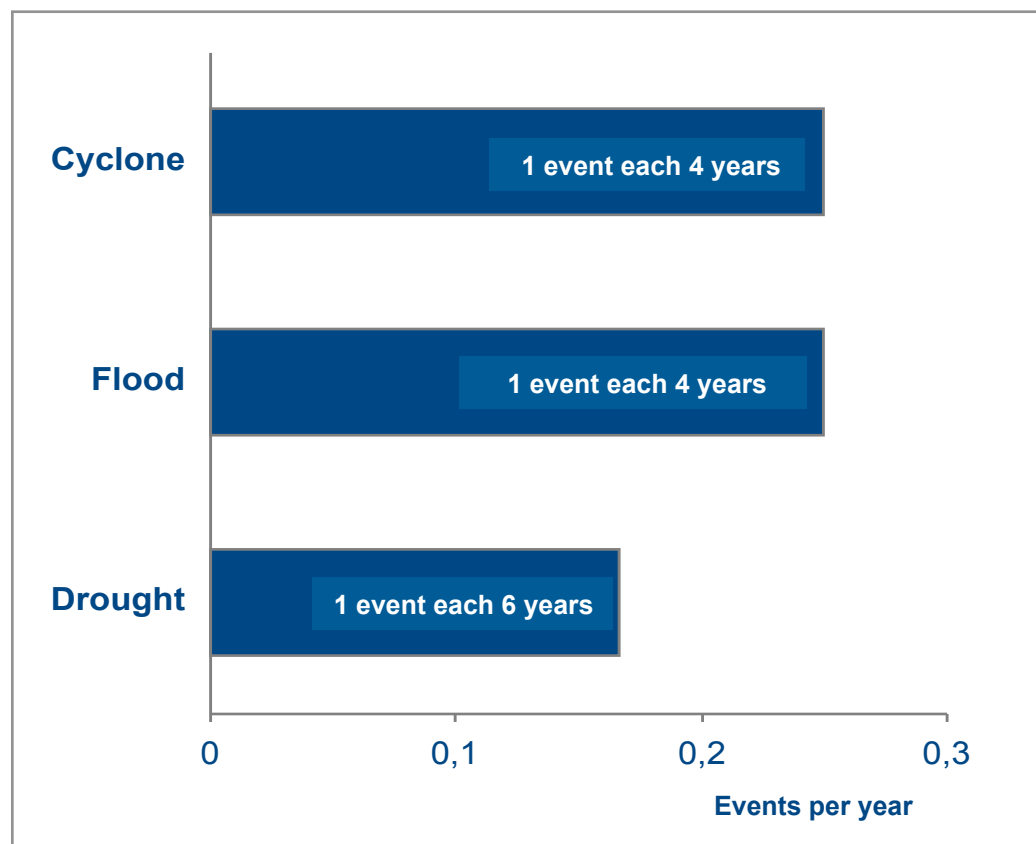 Cyclone
1 event each 4 years
Flood
1 event each 4 years
Drought
1 event each 6 years
0
0,1
0,2
0,3
Events per year